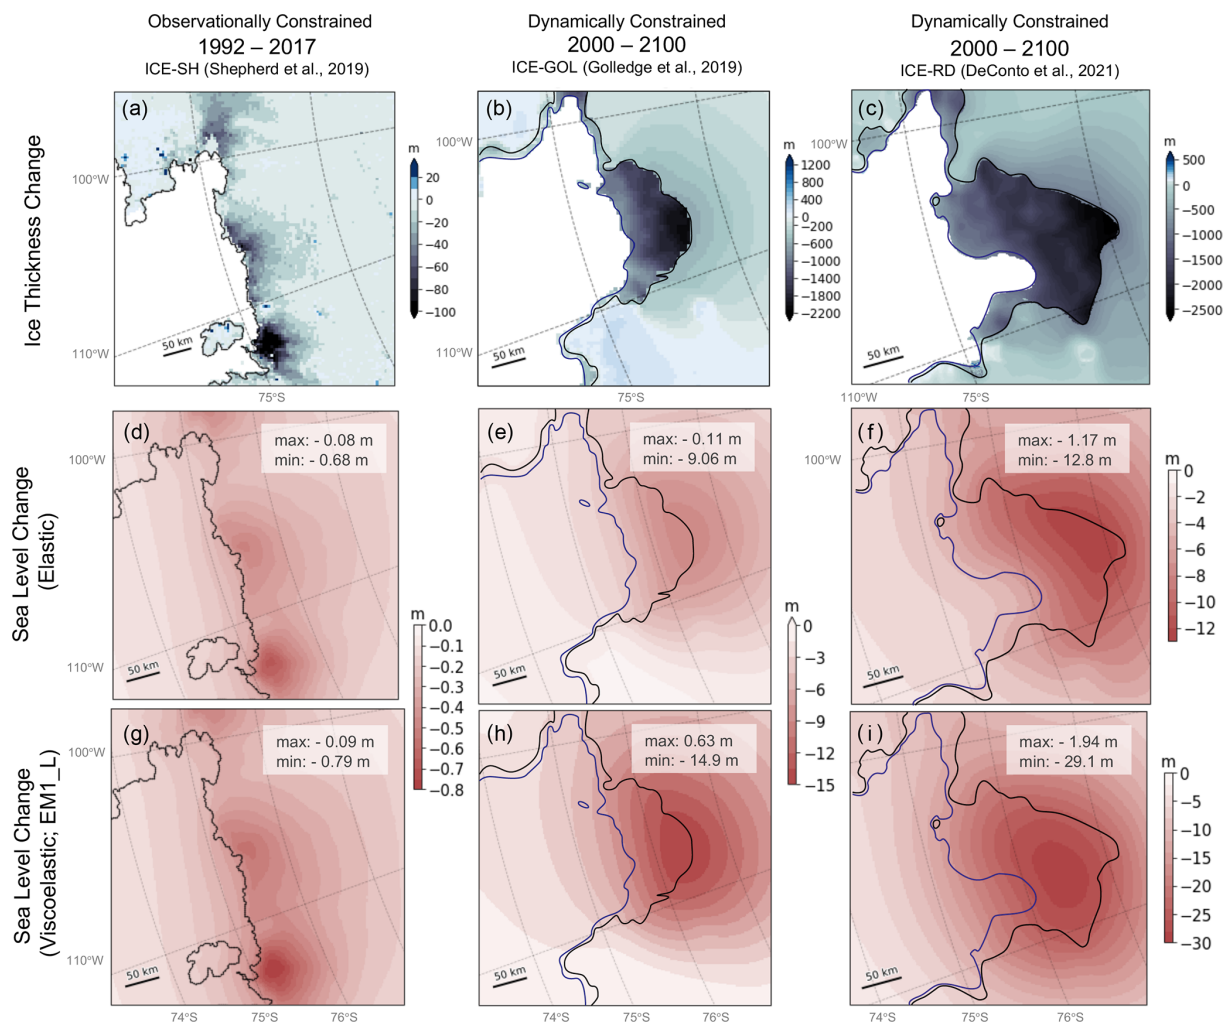 Observationally Constrained
1992 – 2017
ICE-SH (Shepherd et al., 2019)
Dynamically Constrained
2000 – 2100
ICE-GOL (Golledge et al., 2019)
Dynamically Constrained
2000 – 2100
ICE-RD (DeConto et al., 2021)
Ice Thickness Change
(a)
100°W
110°W
50 km
75°S
m
20
0
−20
−40
−60
−80
−100
(b)
100°W
110°W
50 km
75°S
m
1200
800
400
0
−200
−600
−1000
−1400
−1800
−2200
(c)
100°W
50 km
110°W
75°S
m
500
0
−500
−1000
−1500
−2000
−2500
Sea Level Change
(Elastic)
(d)
max: - 0.08 m
min: - 0.68 m
100°W
110°W
50 km
(e)
max: - 0.11 m
min: - 9.06 m
50 km
(f)
max: - 1.17 m
min: - 12.8 m
100°W
50 km
m
0
−2
−4
−6
−8
−10
−12
Sea Level Change
(Viscoelastic; EM1_L)
(g)
max: - 0.09 m
min: - 0.79 m
100°W
110°W
50 km
74°S
75°S
76°S
m
0.0
−0.1
−0.2
−0.3
−0.4
−0.5
−0.6
−0.7
−0.8
(h)
max: 0.63 m
min: - 14.9 m
50 km
74°S
75°S
76°S
m
0
−3
−6
−9
−12
−15
(i)
max: - 1.94 m
min: - 29.1 m
50 km
74°S
75°S
76°S
m
0
−5
−10
−15
−20
−25
−30